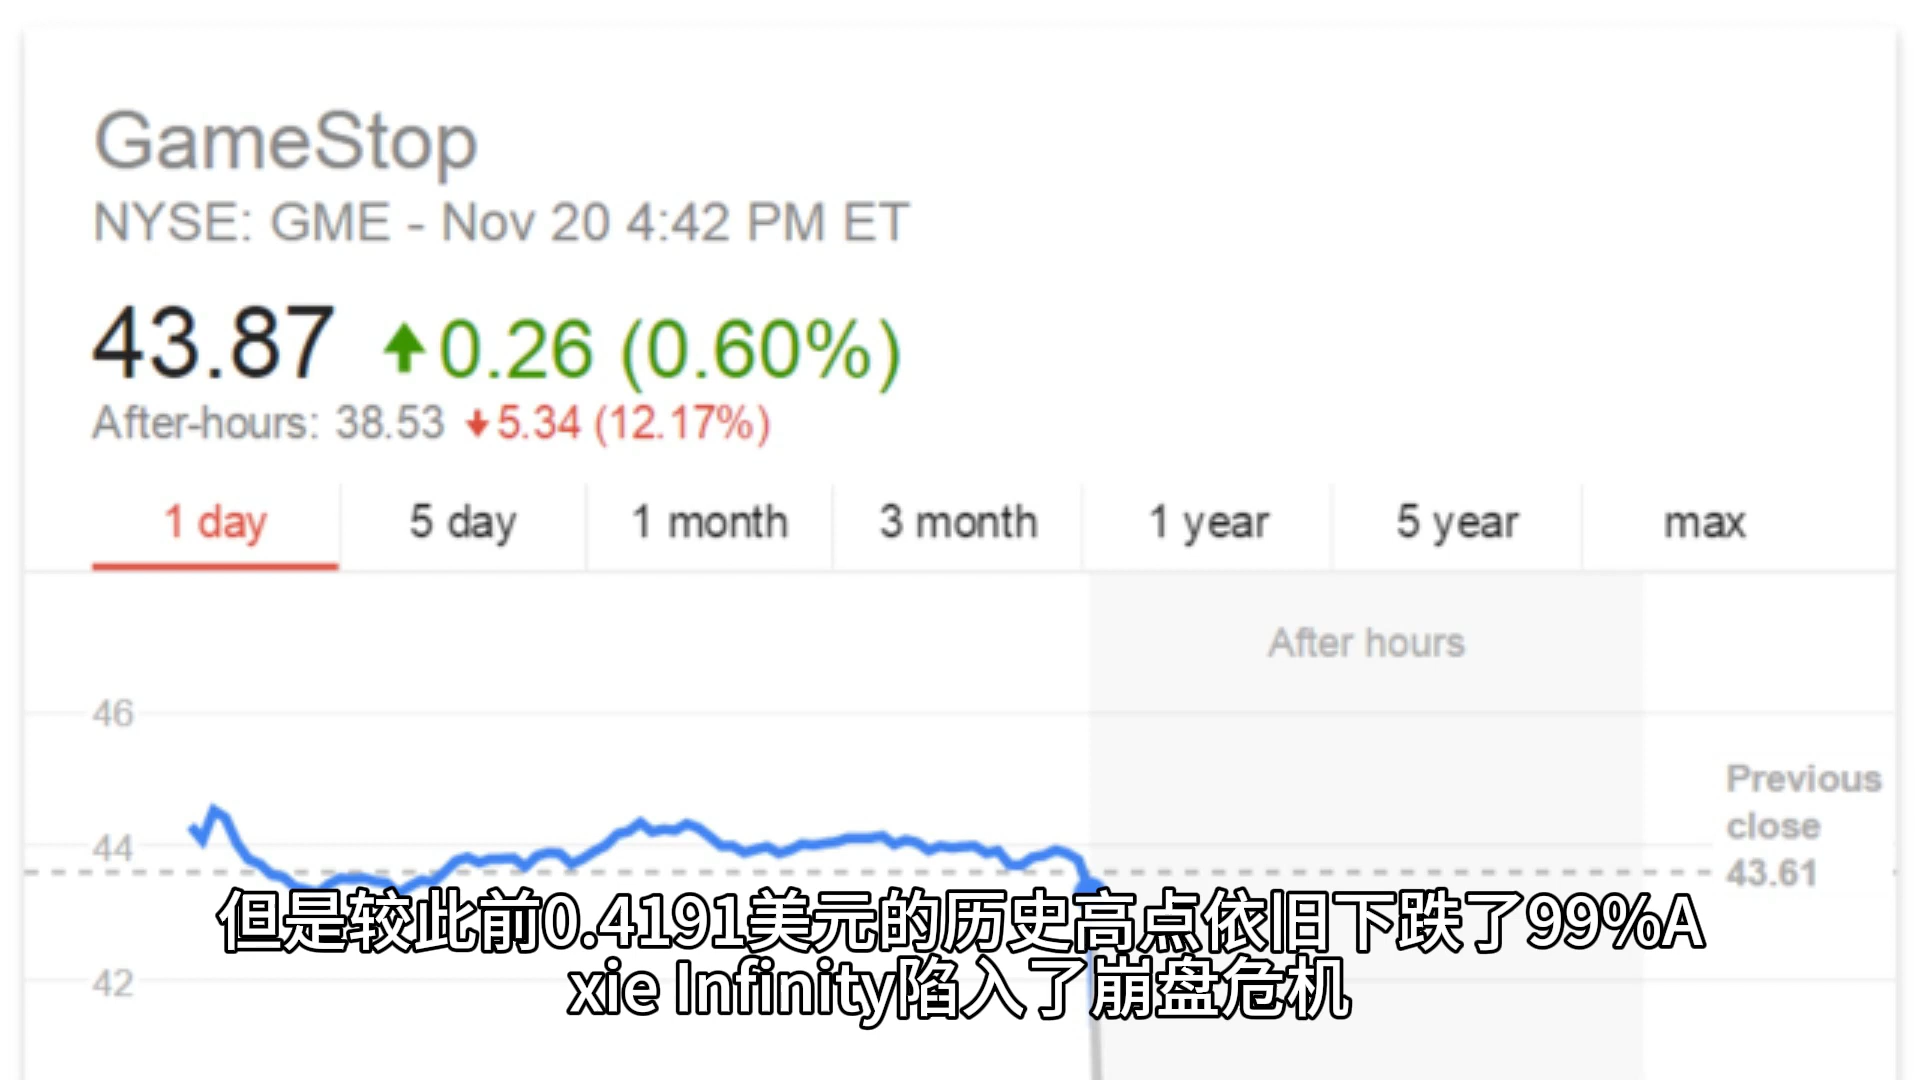 GameStop
NYSE: GME - Nov 20 4:42 PM ET
43.87 ↑0.26 (0.60%)
After-hours: 38.53 ↓5.34 (12.17%)
1 day 5 day 1 month 3 month 1 year 5 year max
After hours
46
Previous
close
43.61
44
42
但是较此前0.4191美元的历史高点依旧下跌了99%A
xie Infinity陷入了崩盘危机